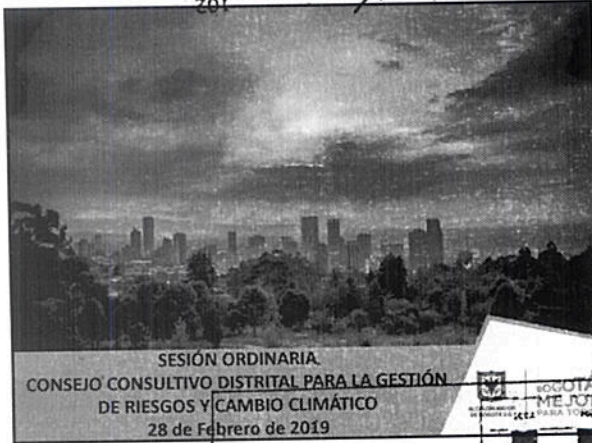 SESIÓN ORDINARIA
CONSEJO CONSULTIVO DISTRITAL PARA LA GESTIÓN
DE RIESGOS Y CAMBIO CLIMÁTICO
28 de Febrero de 2019
BOGOTÁ
MEJOR
PARA